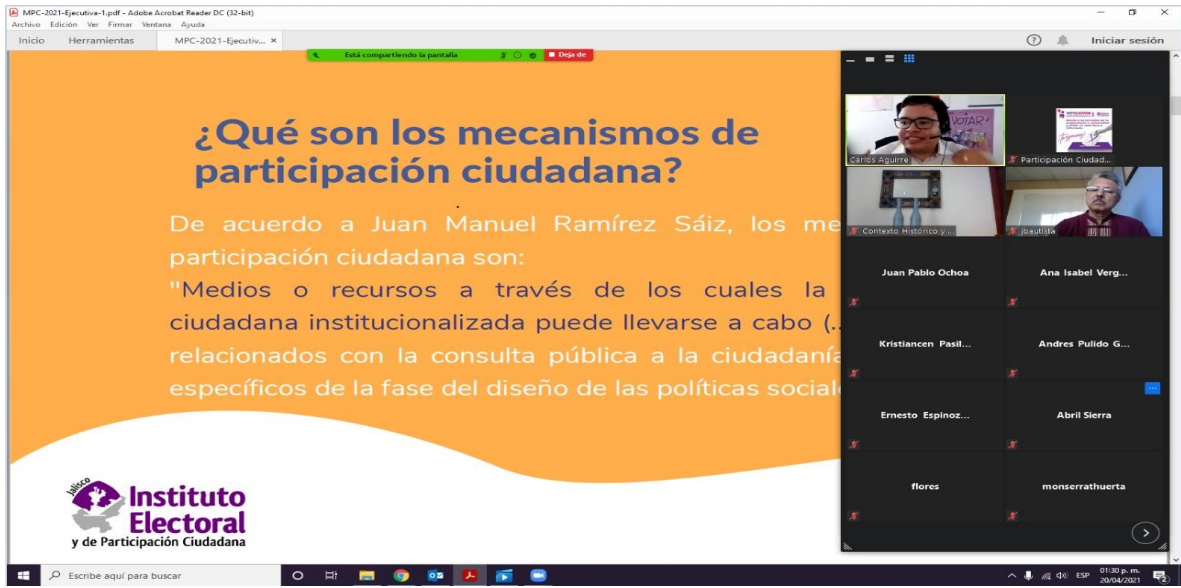 MPC-2021-Ejecutiva-1.pdf - Adobe Acrobat Reader DC (32-bit)
Archivo Edición Ver Firmar Ventana Ayuda
Inicio Herramientas MPC-2021-Ejecutiv... × Iniciar sesión
Está compartiendo la pantalla Deja de
¿Qué son los mecanismos de
participación ciudadana?
De acuerdo a Juan Manuel Ramírez Sáiz, los me
participación ciudadana son:
"Medios o recursos a través de los cuales la
ciudadana institucionalizada puede llevarse a cabo (..
relacionados con la consulta pública a la ciudadanía
específicos de la fase del diseño de las políticas sociale
Jalisco
Instituto
Electoral
y de Participación Ciudadana
VOTAR
Carlos Aguirre
Participación Ciudad...
Contexto Histórico y ...
jbautista
Juan Pablo Ochoa
Ana Isabel Verg...
Kristiancen Pasil...
Andres Pulido G...
Ernesto Espinoz...
Abril Sierra
flores
monserrathuerta
Escribe aquí para buscar
ESP
01:30 p. m.
20/04/2021